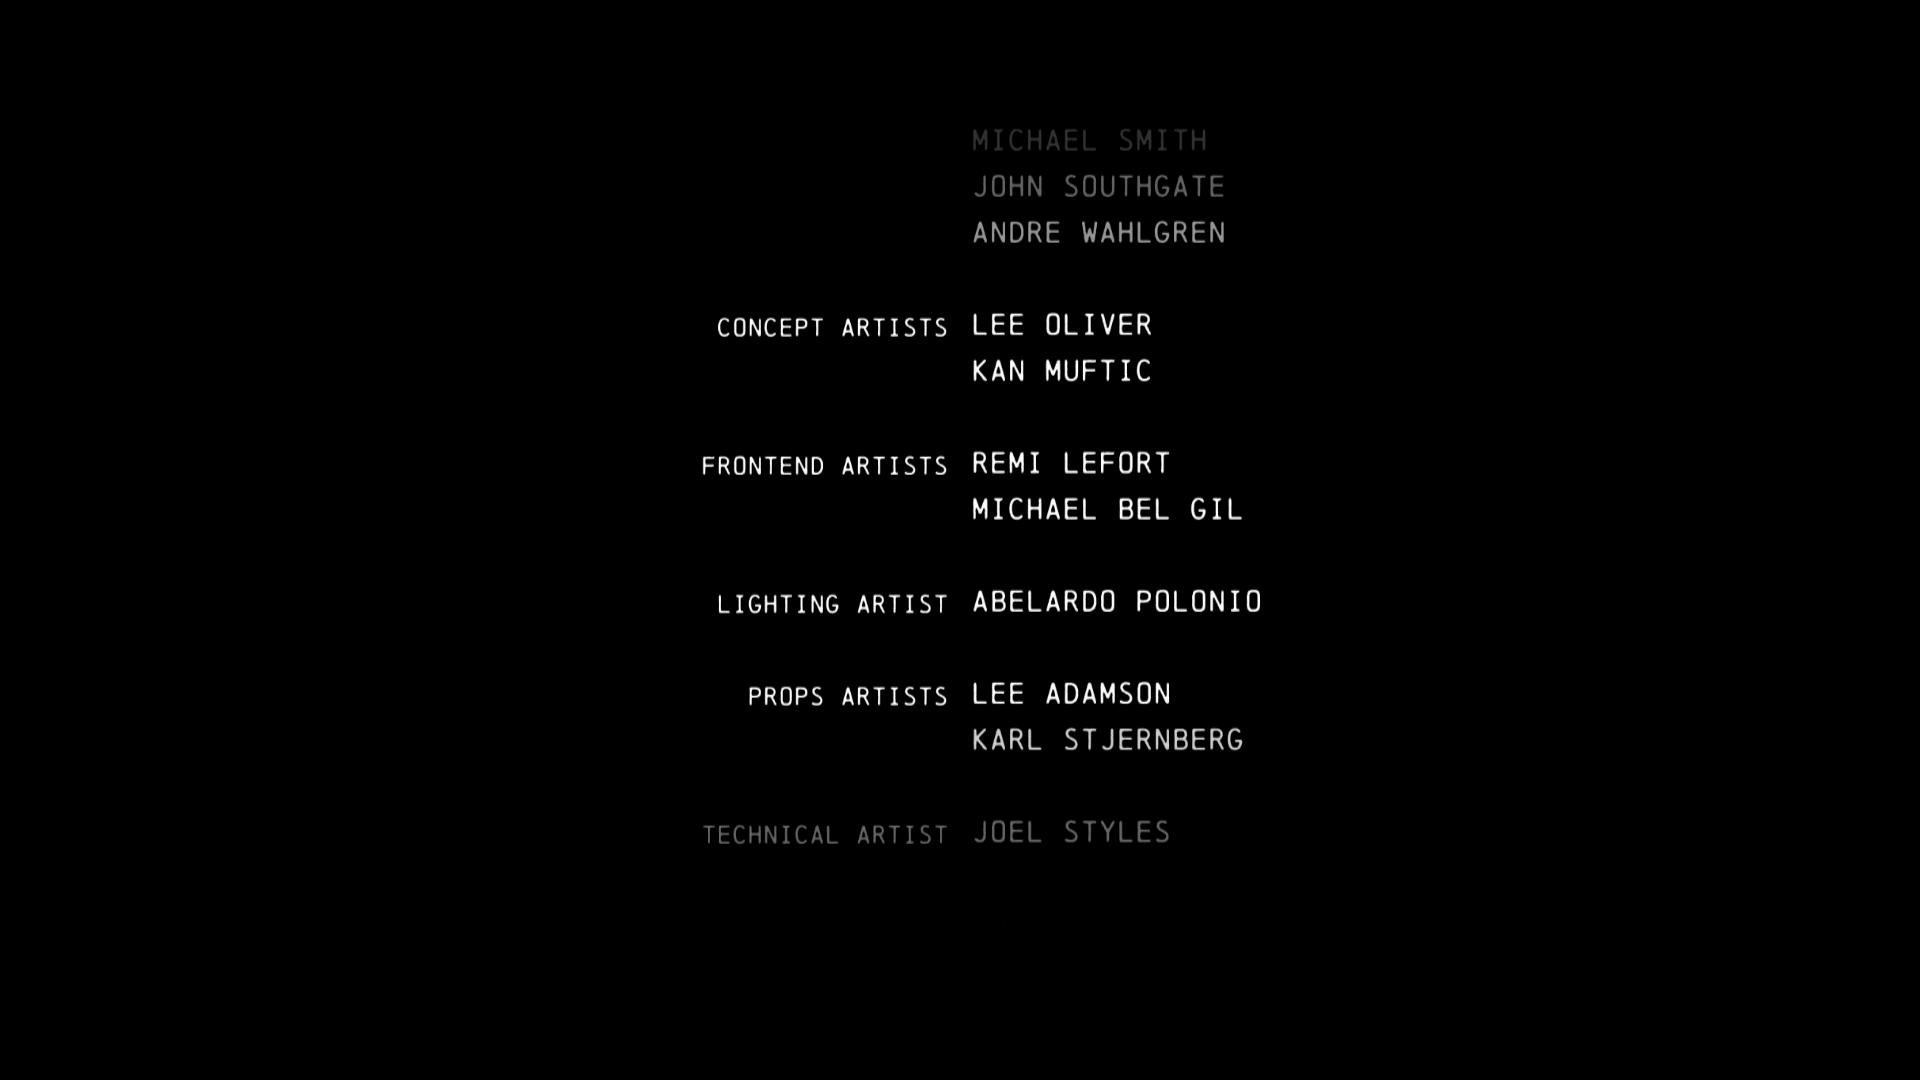 MICHAEL SMITH
JOHN SOUTHGATE
ANDRE WAHLGREN
CONCEPT ARTISTS LEE OLIVER
KAN MUFTIC
FRONTEND ARTISTS REMI LEFORT
MICHAEL BEL GIL
LIGHTING ARTIST ABELARDO POLONIO
PROPS ARTISTS LEE ADAMSON
KARL STJERNBERG
TECHNICAL ARTIST JOEL STYLES